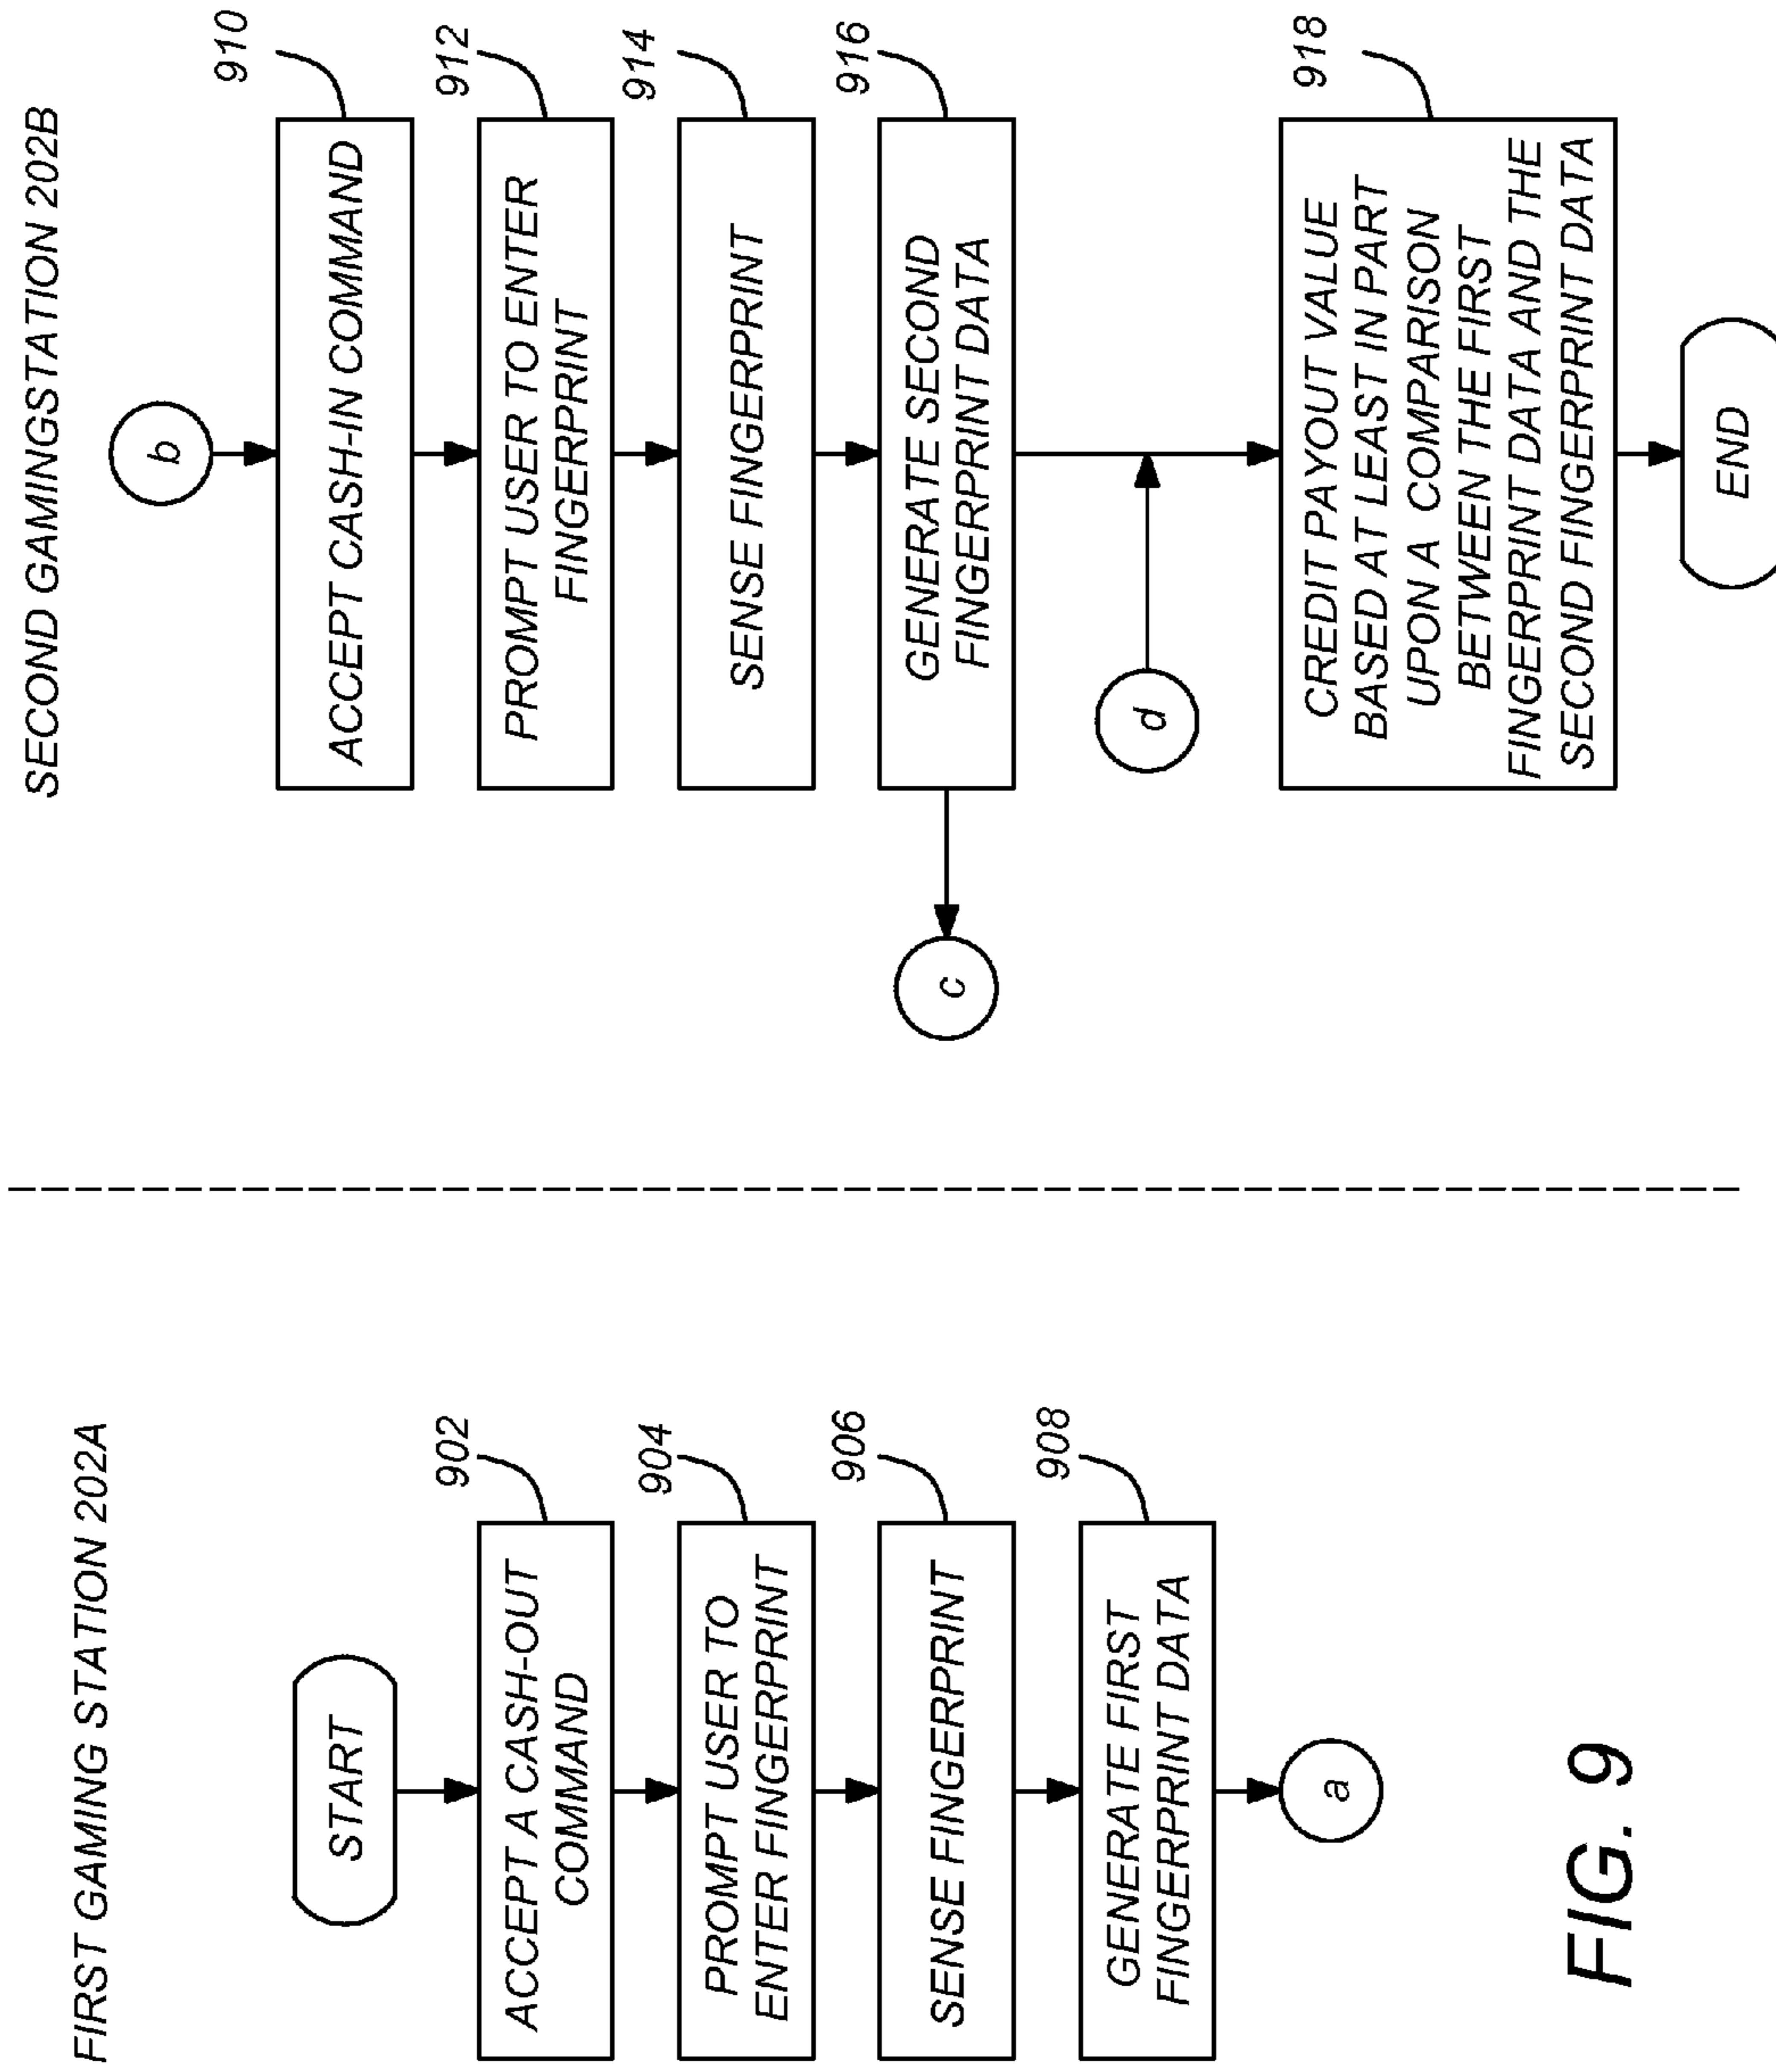 FIRST GAMING STATION 202A
START
902
ACCEPT A CASH-OUT
COMMAND
904
PROMPT USER TO
ENTER FINGERPRINT
906
SENSE FINGERPRINT
908
GENERATE FIRST
FINGERPRINT DATA
a
SECOND GAMINGSTATION 202B
b
910
ACCEPT CASH-IN COMMAND
912
PROMPT USER TO ENTER
FINGERPRINT
914
SENSE FINGERPRINT
916
GENERATE SECOND
FINGERPRINT DATA
c
d
918
CREDIT PAYOUT VALUE
BASED AT LEAST IN PART
UPON A COMPARISON
BETWEEN THE FIRST
FINGERPRINT DATA AND THE
SECOND FINGERPRINT DATA
END
FIG. 9